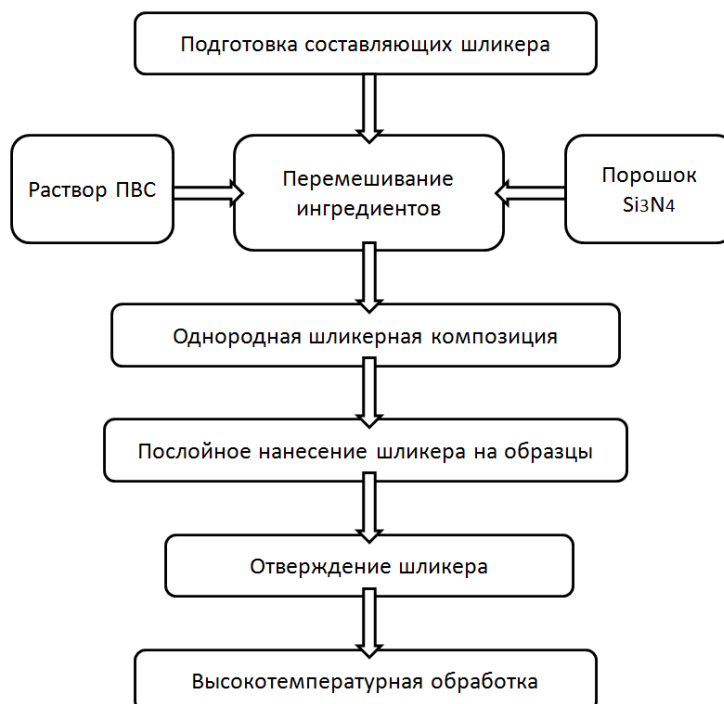 Подготовка составляющих шликера
Раствор ПВС
Перемешивание
ингредиентов
Порошок
Si3N4
Однородная шликерная композиция
Послойное нанесение шликера на образцы
Отверждение шликера
Высокотемпературная обработка